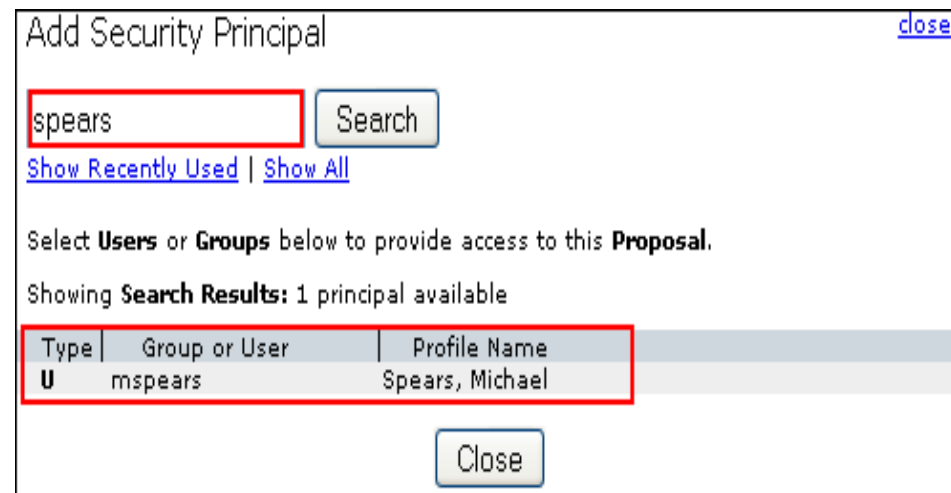 Add Security Principal close
spears Search
Show Recently Used | Show All
Select Users or Groups below to provide access to this Proposal.
Showing Search Results: 1 principal available
Type Group or User Profile Name
U mspears Spears, Michael
Close